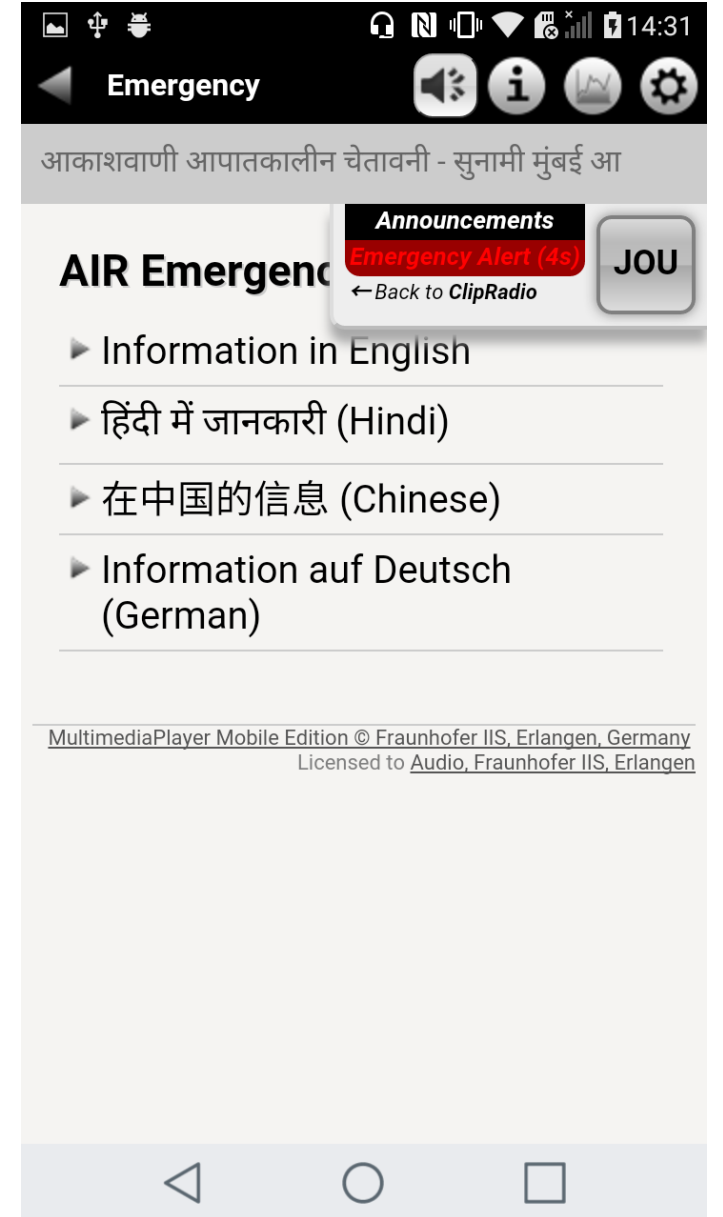 14:31
Emergency
आकाशवाणी आपातकालीन चेतावनी - सुनामी मुंबई आ
Announcements
Emergency Alert (4s)
←Back to ClipRadio
JOU
AIR Emergenc
Information in English
हिंदी में जानकारी (Hindi)
在中国的信息 (Chinese)
Information auf Deutsch
(German)
MultimediaPlayer Mobile Edition © Fraunhofer IIS, Erlangen, Germany
Licensed to Audio, Fraunhofer IIS, Erlangen